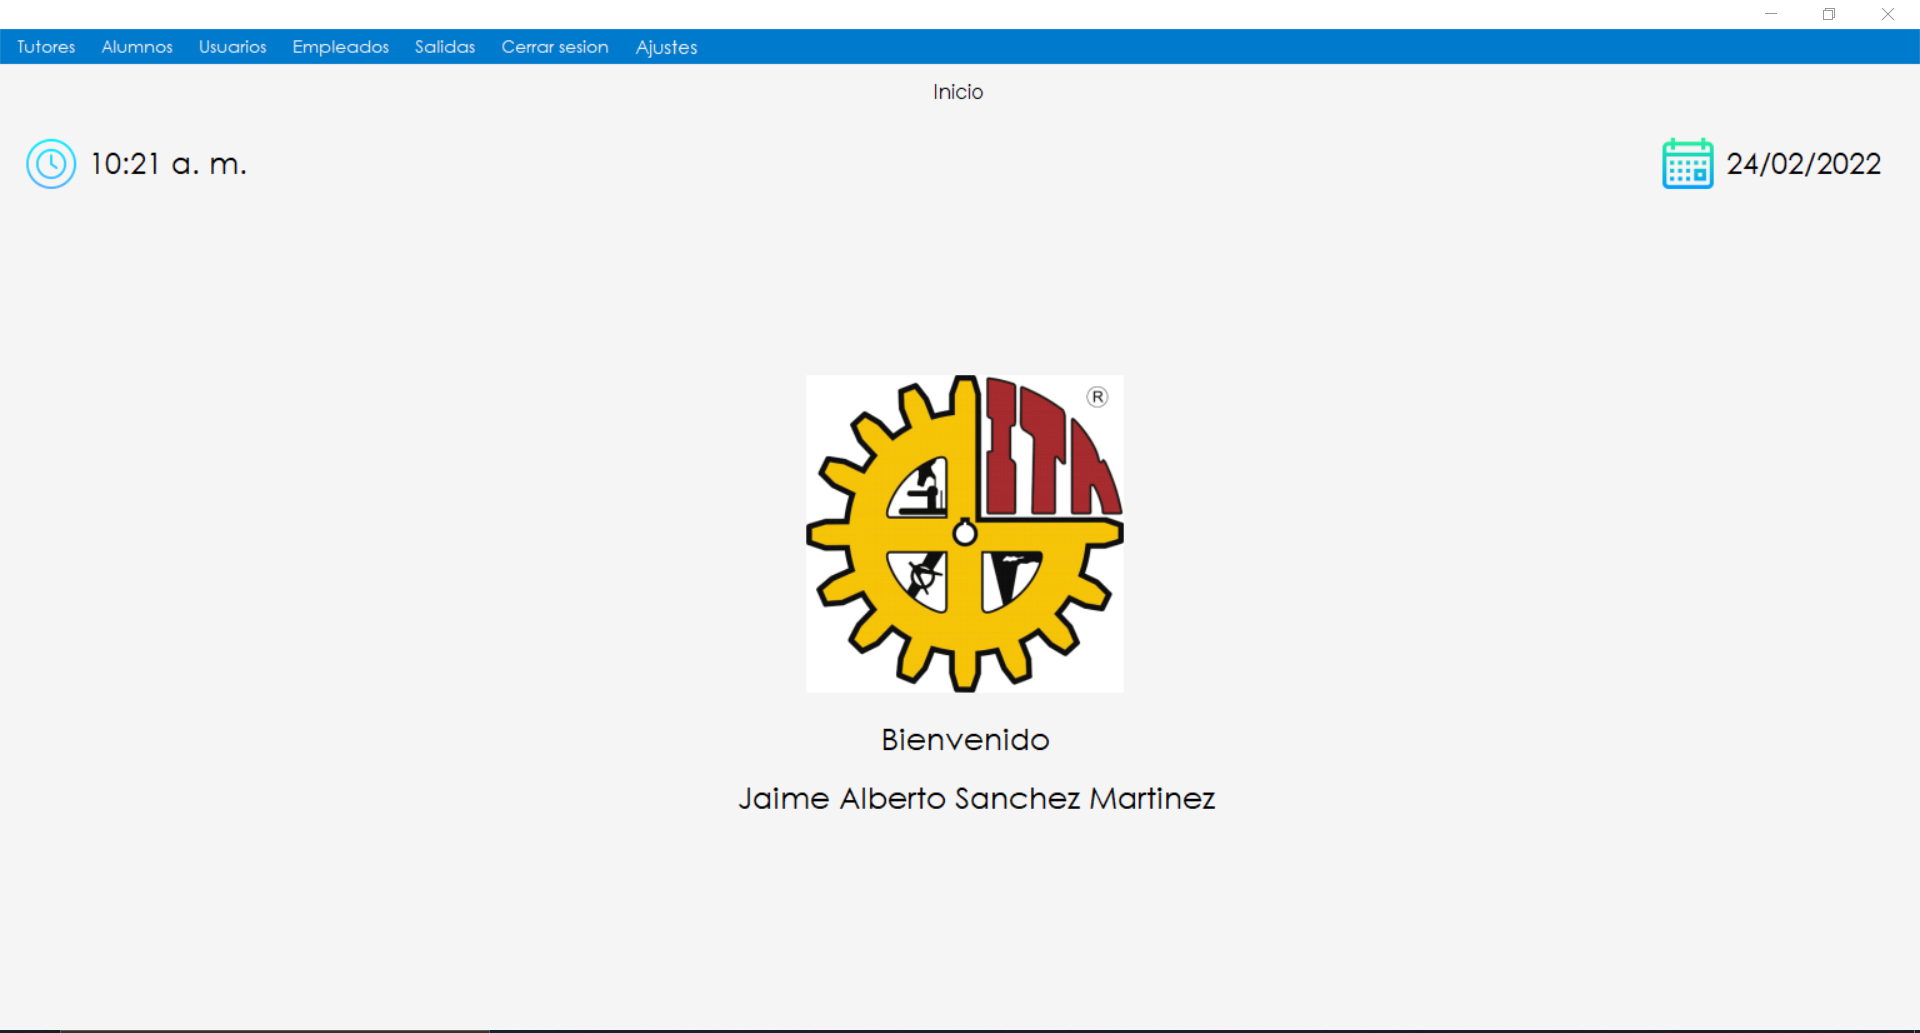 Tutores Alumnos Usuarios Empleados Salidas Cerrar sesion Ajustes
Inicio
10:21 a. m. 24/02/2022
ITA ®
Bienvenido
Jaime Alberto Sanchez Martinez